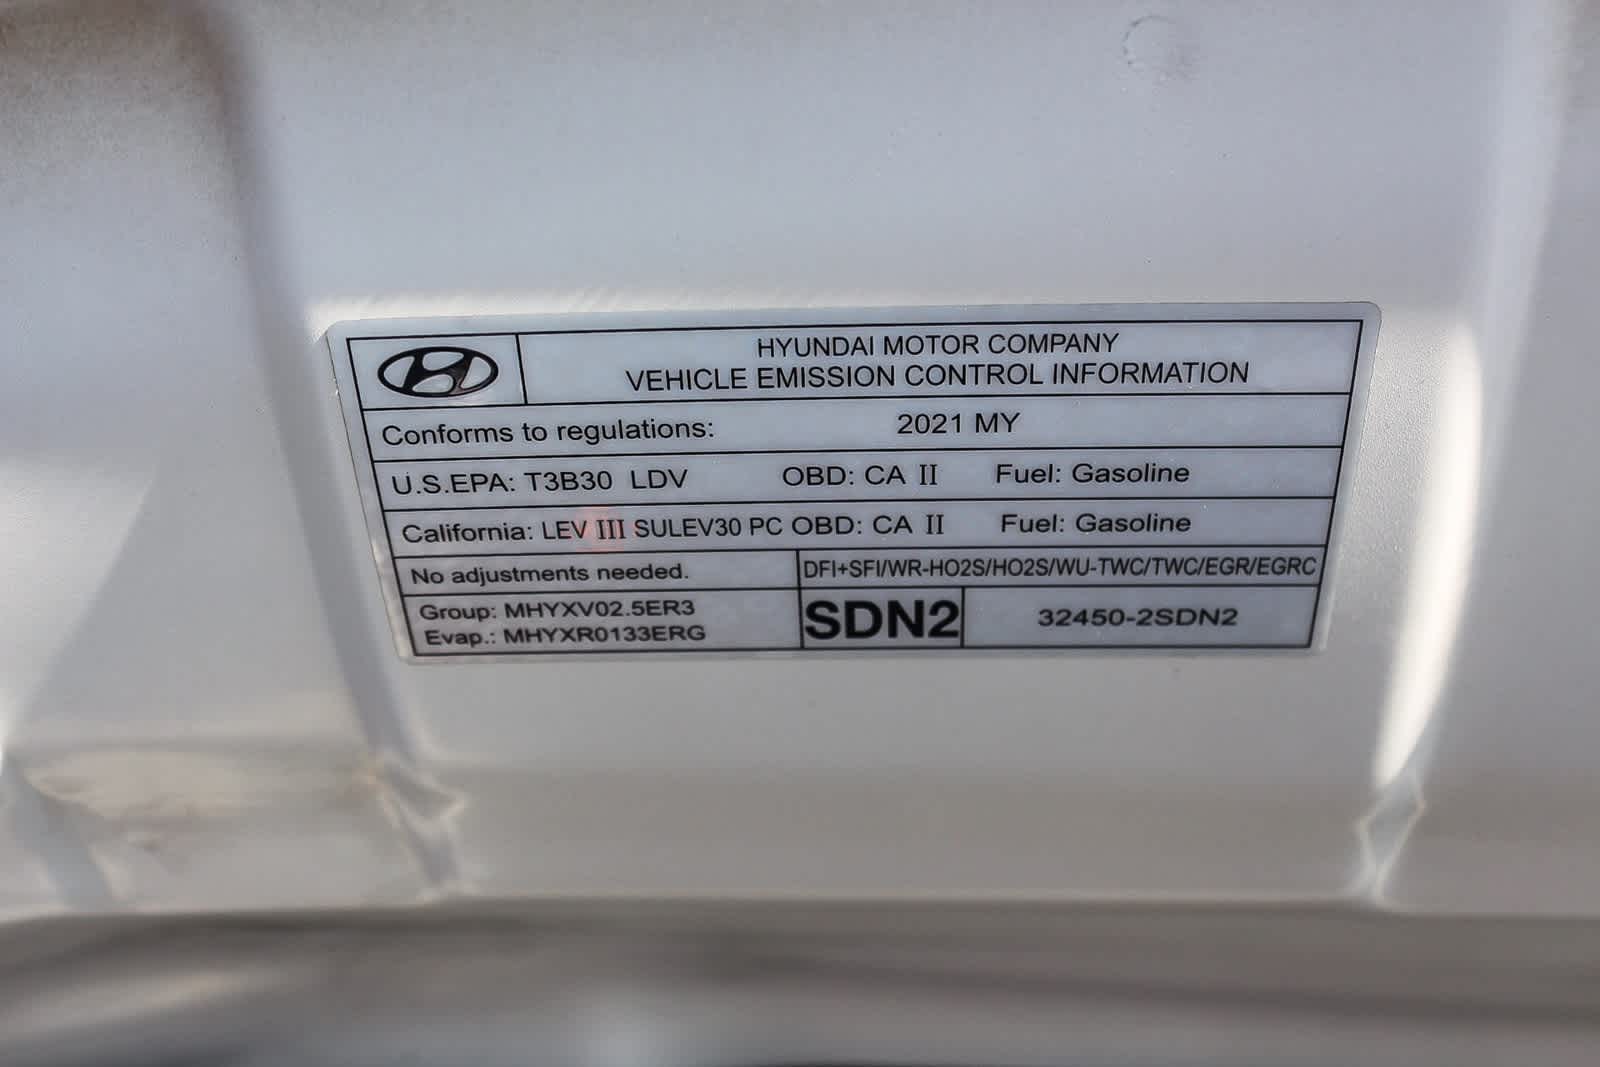 HYUNDAI MOTOR COMPANY
VEHICLE EMISSION CONTROL INFORMATION
Conforms to regulations: 2021 MY
U.S.EPA: T3B30 LDV OBD: CA II Fuel: Gasoline
California: LEV III SULEV30 PC OBD: CA II Fuel: Gasoline
No adjustments needed. DFI+SFI/WR-HO2S/HO2S/WU-TWC/TWC/EGR/EGRC
Group: MHYXV02.5ER3
Evap.: MHYXR0133ERG
SDN2 32450-2SDN2